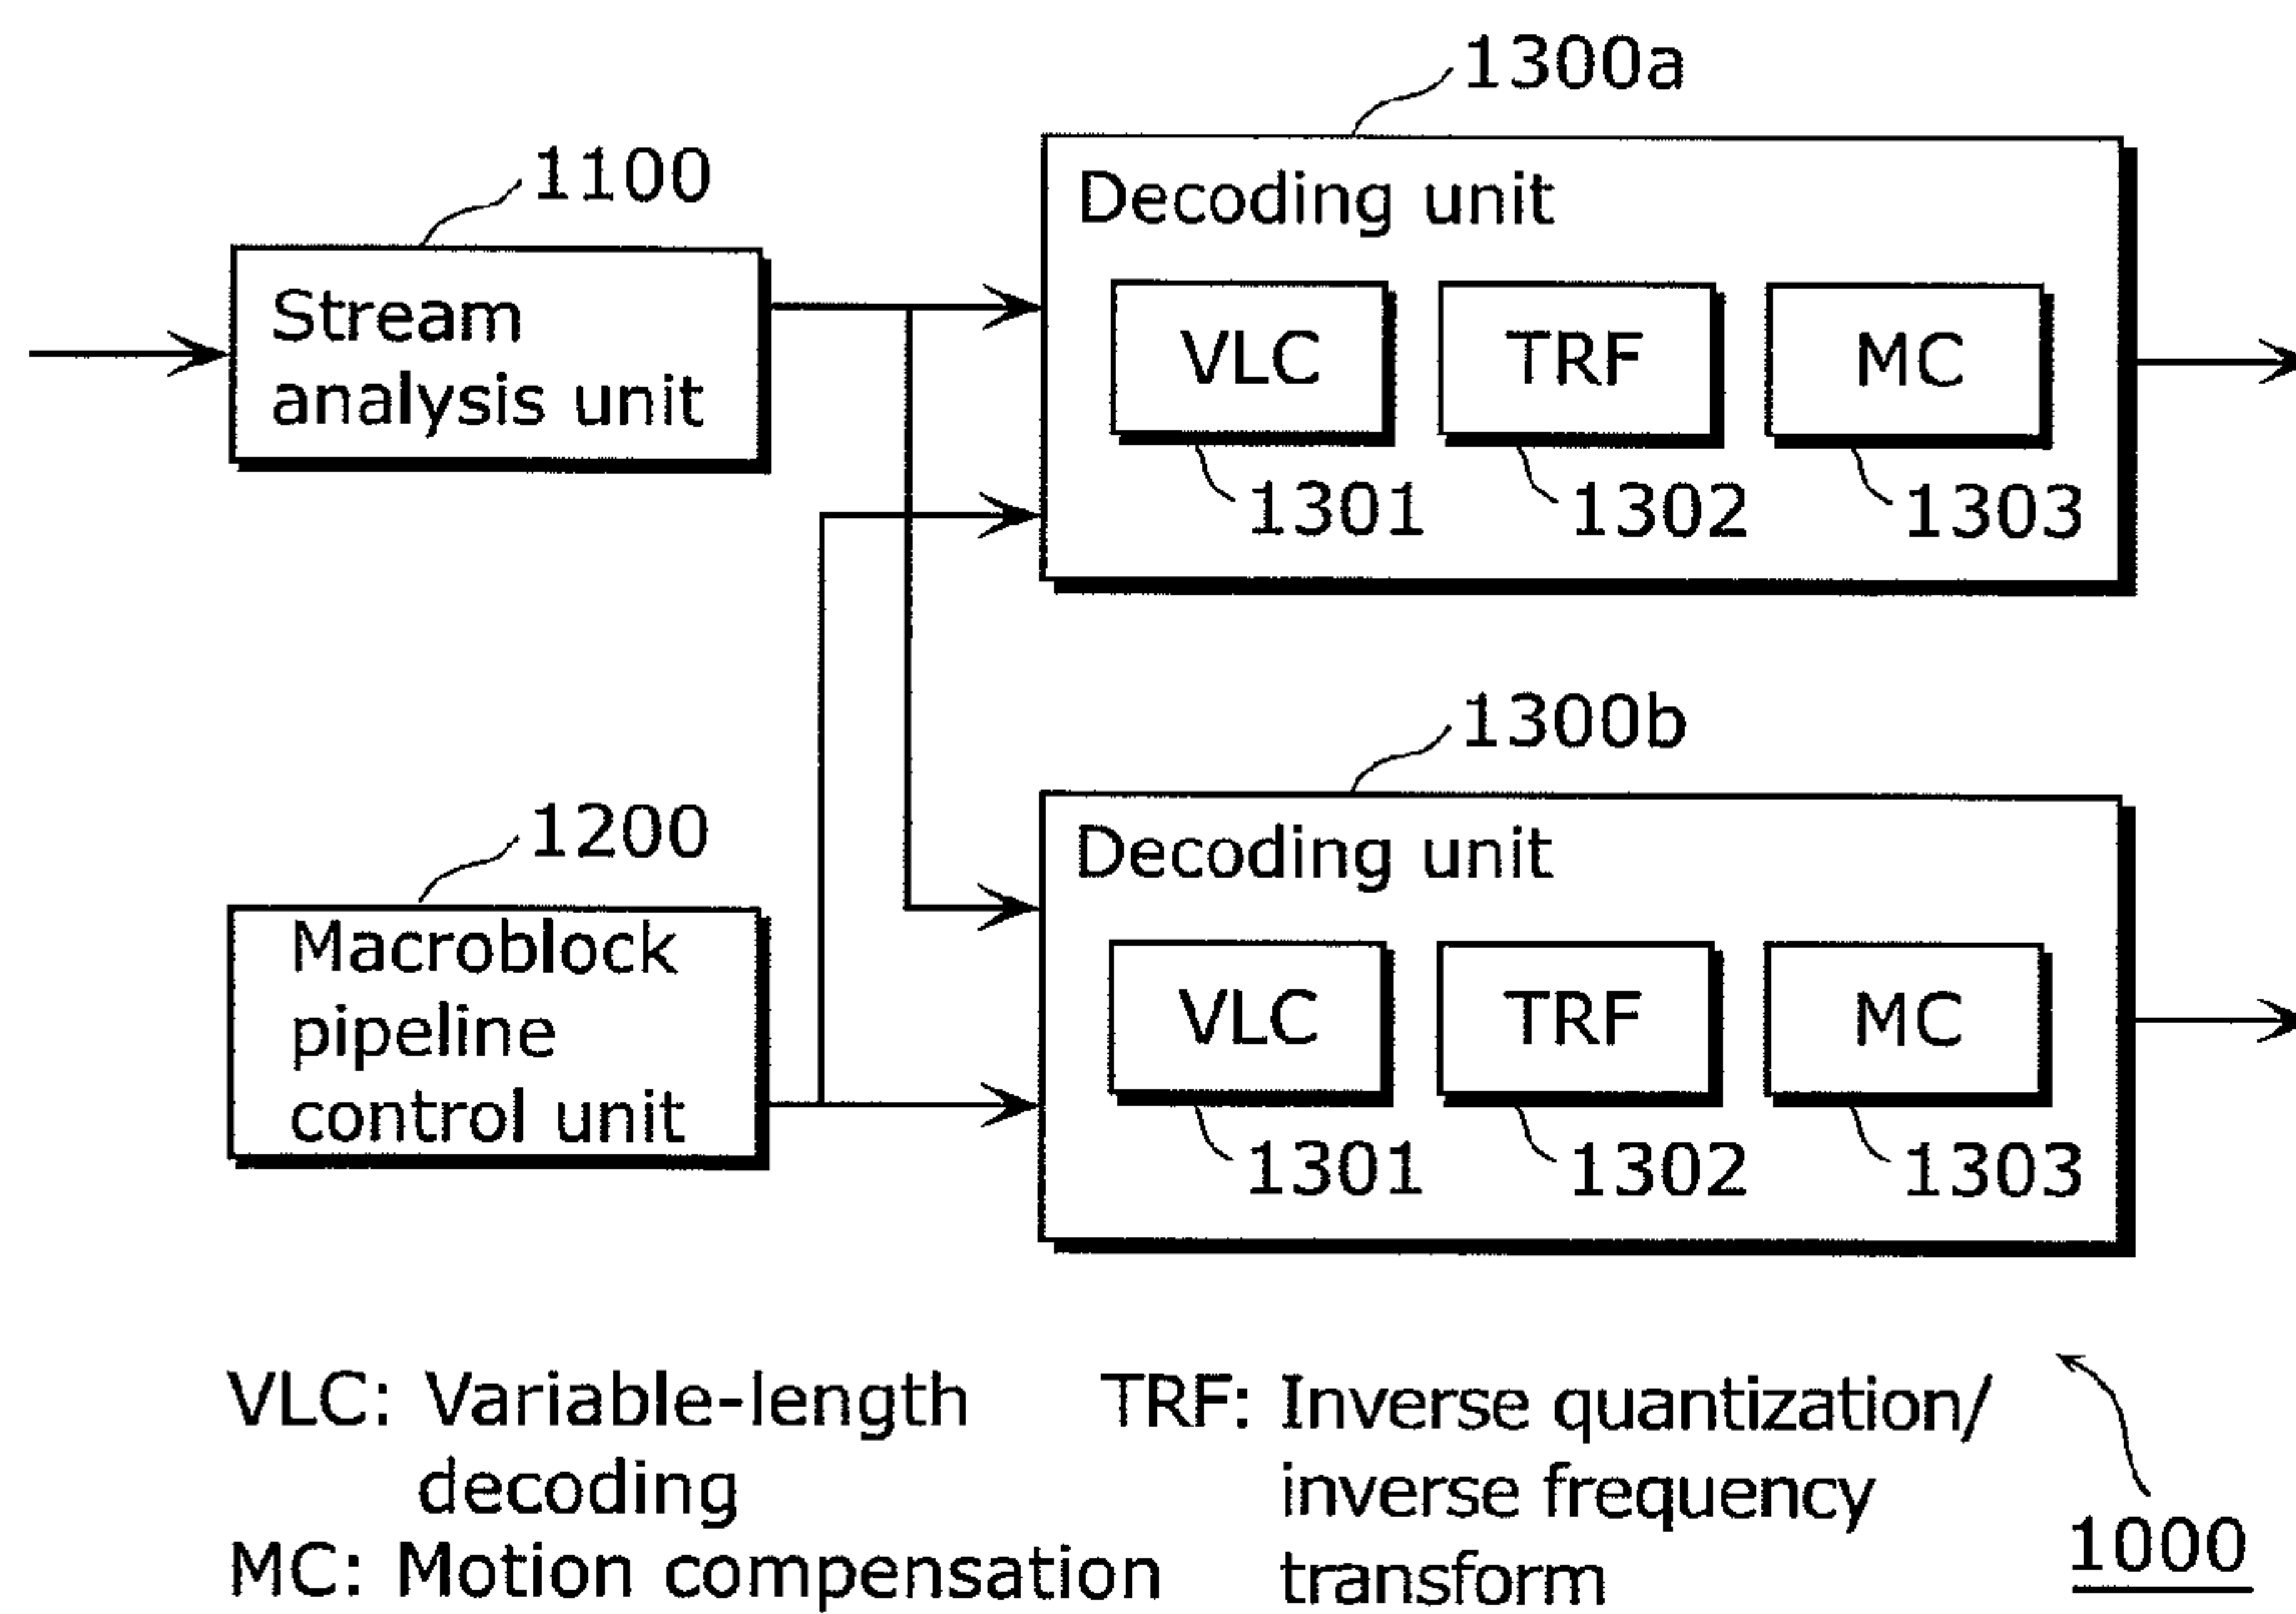 1300a
1100
Decoding unit
Stream
analysis unit
VLC
TRF
MC
1301
1302
1303
1300b
1200
Decoding unit
Macroblock
pipeline
control unit
VLC
TRF
MC
1301
1302
1303
VLC: Variable-length
decoding
MC: Motion compensation
TRF: Inverse quantization/
inverse frequency
transform
1000